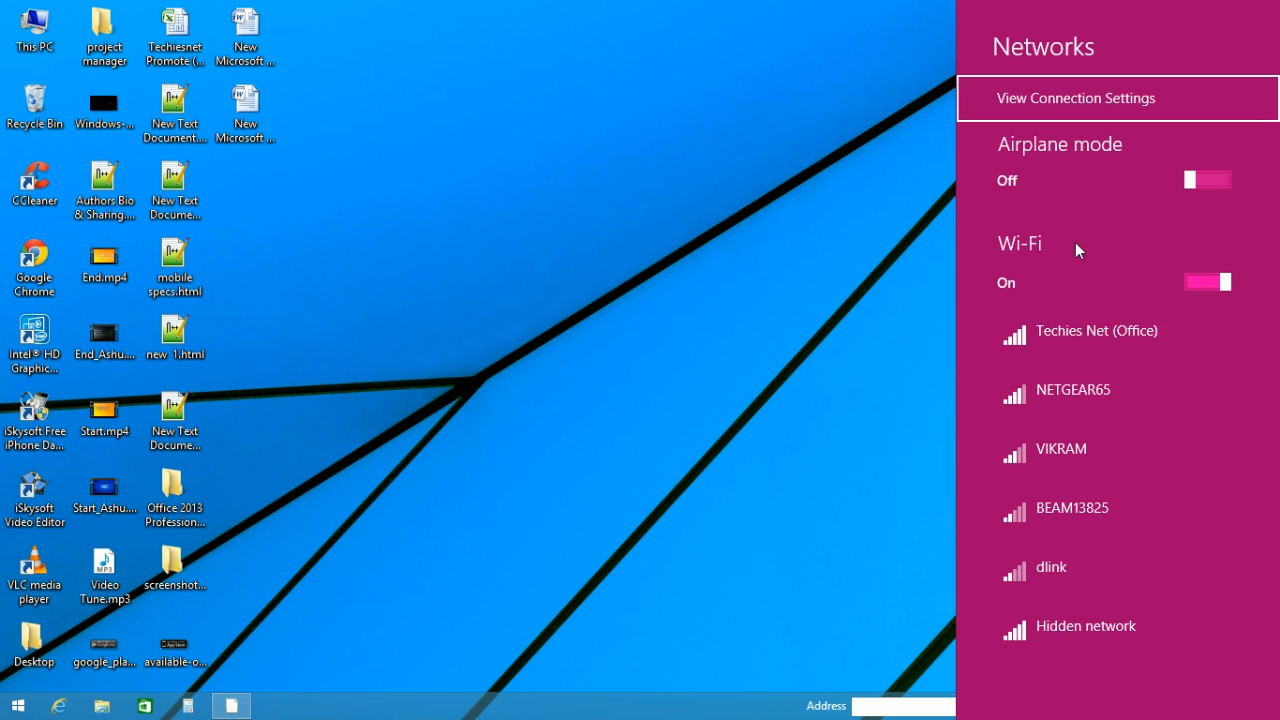 This PC
project
manager
Techiesnet
Promote (...
New
Microsoft ...
Recycle Bin
Windows-...
New Text
Document....
New
Microsoft ...
CCleaner
Authors Bio
& Sharing....
New Text
Docume...
Google
Chrome
End.mp4
mobile
specs.html
Intel® HD
Graphic...
End_Ashu....
new 1.html
iSkysoft Free
iPhone Da...
Start.mp4
New Text
Docume...
iSkysoft
Video Editor
Start_Ashu....
Office 2013
Profession...
VLC media
player
Video
Tune.mp3
screenshot...
Desktop
google_pla...
available-o...
Address
Networks
View Connection Settings
Airplane mode
Off
Wi-Fi
On
Techies Net (Office)
NETGEAR65
VIKRAM
BEAM13825
dlink
Hidden network